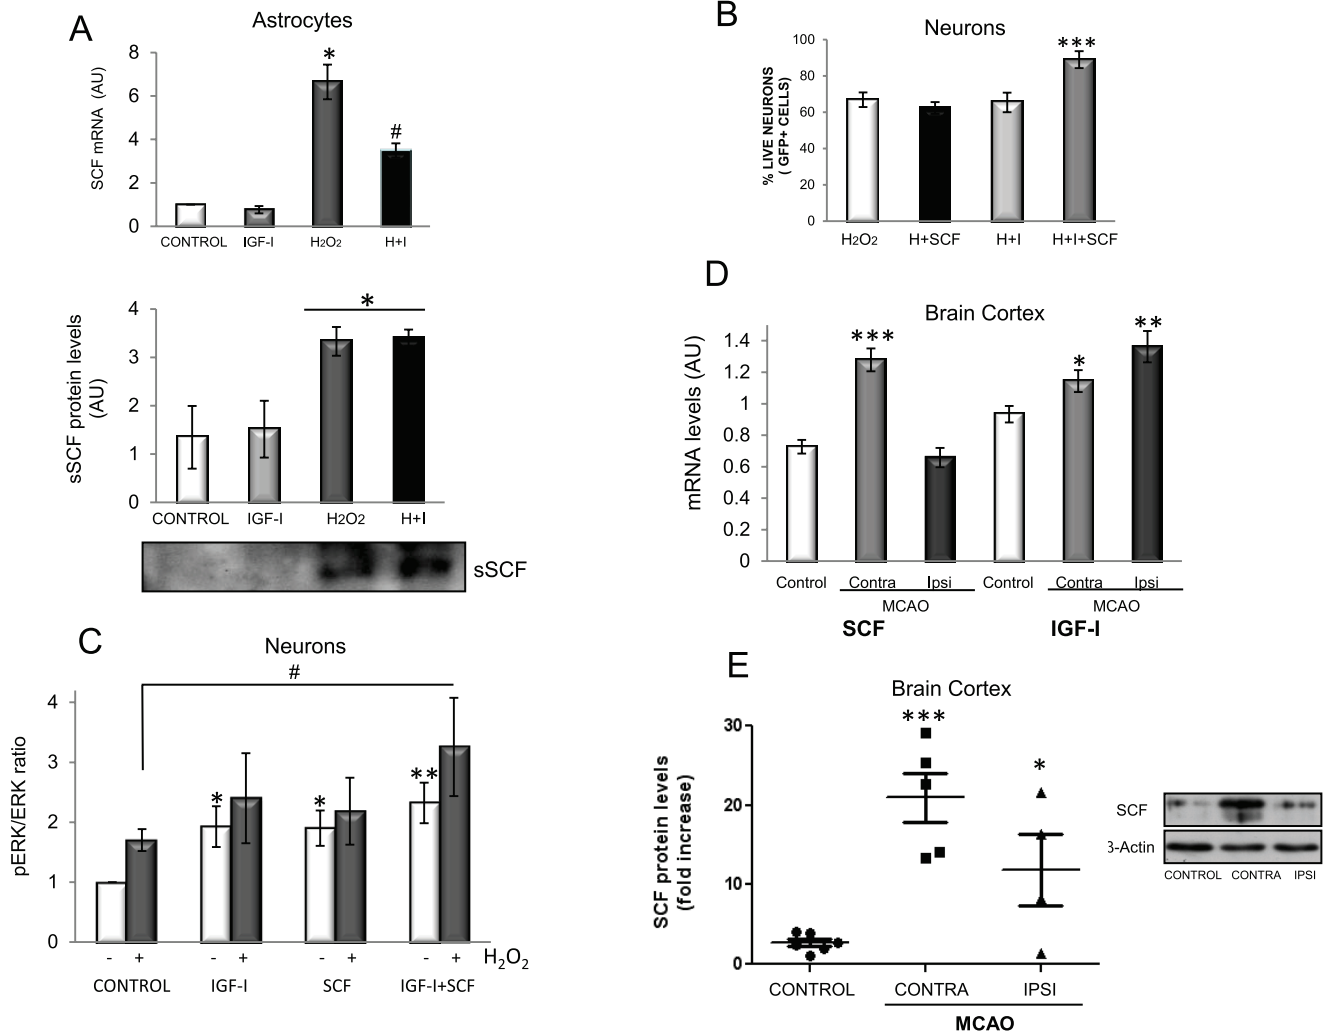 A
Astrocytes
SCF mRNA (AU)
8
6
4
2
0
*
#
CONTROL IGF-I H2O2 H+I
sSCF protein levels
(AU)
4
3
2
1
0
*
CONTROL IGF-I H2O2 H+I
sSCF
B
Neurons
% LIVE NEURONS
( GFP+ CELLS)
100
80
60
40
20
0
***
H2O2 H+SCF H+I H+I+SCF
C
Neurons
#
pERK/ERK ratio
4
3
2
1
0
* * **
- + - + - + - + H2O2
CONTROL IGF-I SCF IGF-I+SCF
D
Brain Cortex
mRNA levels (AU)
1.4
1.2
1
0.8
0.6
0.4
0.2
0
*** * **
Control Contra Ipsi Control Contra Ipsi
MCAO MCAO
SCF IGF-I
E
Brain Cortex
SCF protein levels
(fold increase)
30
20
10
0
*** *
CONTROL CONTRA IPSI
MCAO
SCF
-Actin
CONTROL CONTRA IPSI